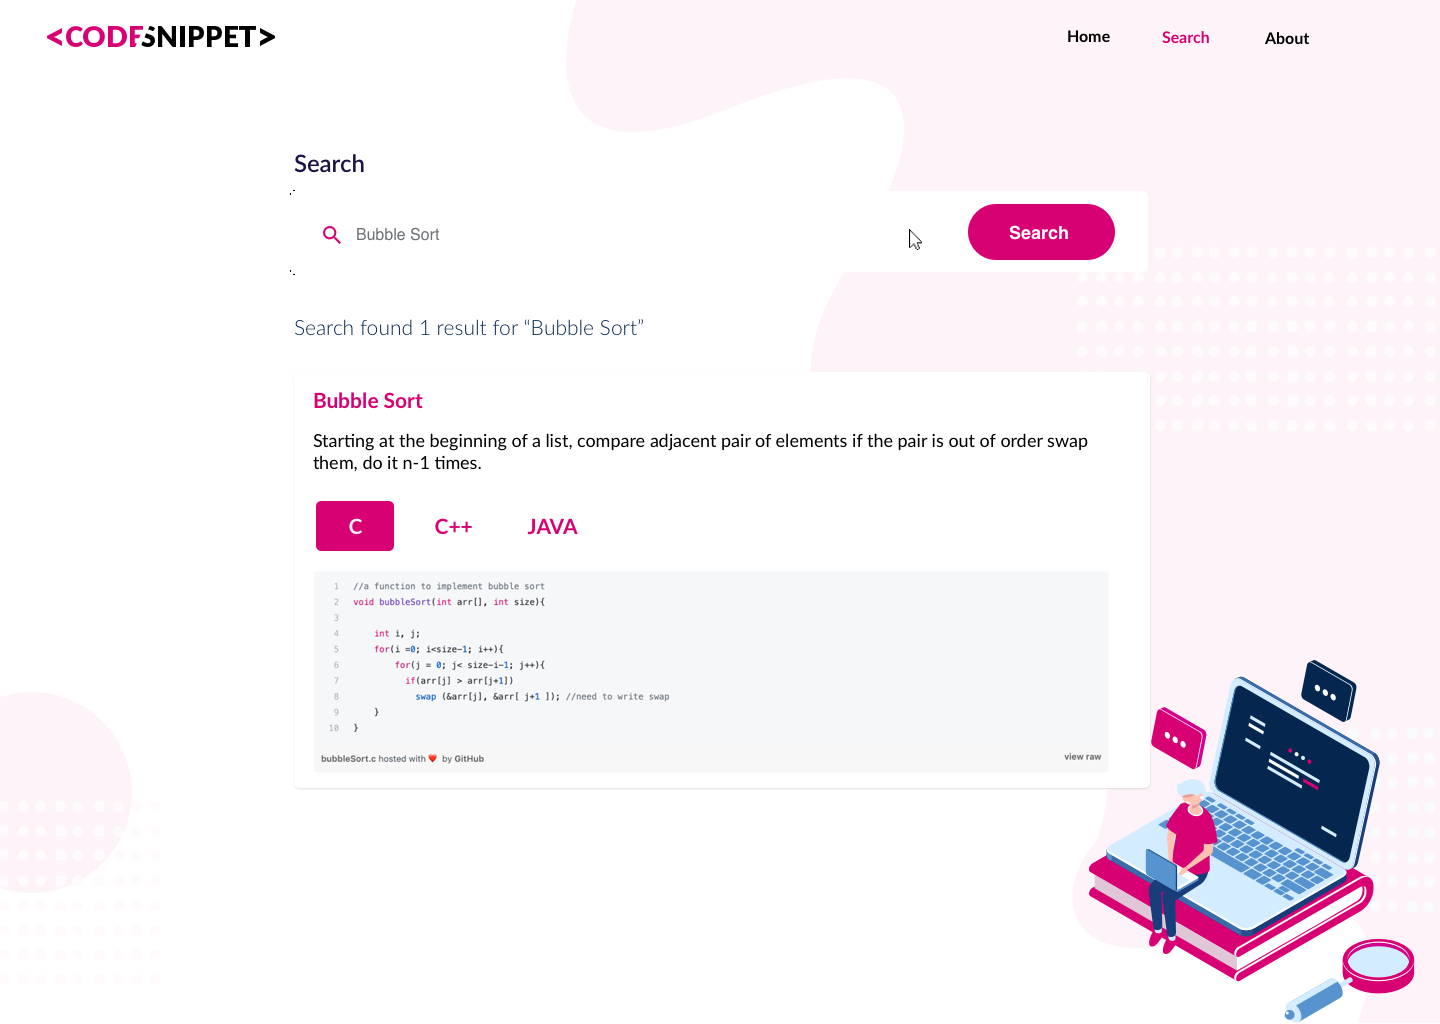 <CODESNIPPET>
Home
Search
About
Search
Bubble Sort
Search
Search found 1 result for “Bubble Sort”
Bubble Sort
Starting at the beginning of a list, compare adjacent pair of elements if the pair is out of order swap
them, do it n-1 times.
C
C++
JAVA
1 //a function to implement bubble sort
2 void bubbleSort(int arr[], int size){
3
4 int i, j;
5 for(i =0; i<size-1; i++){
6 for(j = 0; j< size-i-1; j++){
7 if(arr[j] > arr[j+1])
8 swap (&arr[j], &arr[ j+1 ]); //need to write swap
9 }
10 }
bubbleSort.c hosted with ❤ by GitHub
view raw